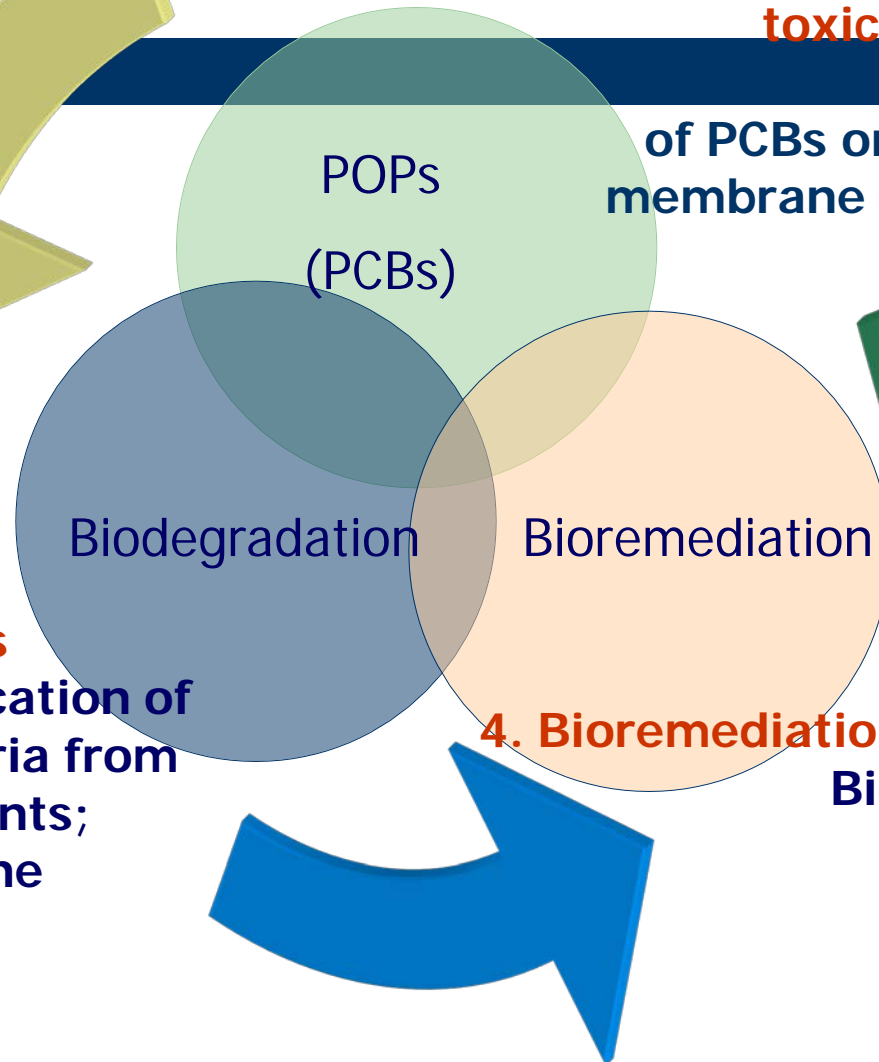 toxic
of PCBs on
membrane
POPs
(PCBs)
Biodegradation
Bioremediation
s
cation of
ria from
nts;
ne
4. Bioremediatio
Bi